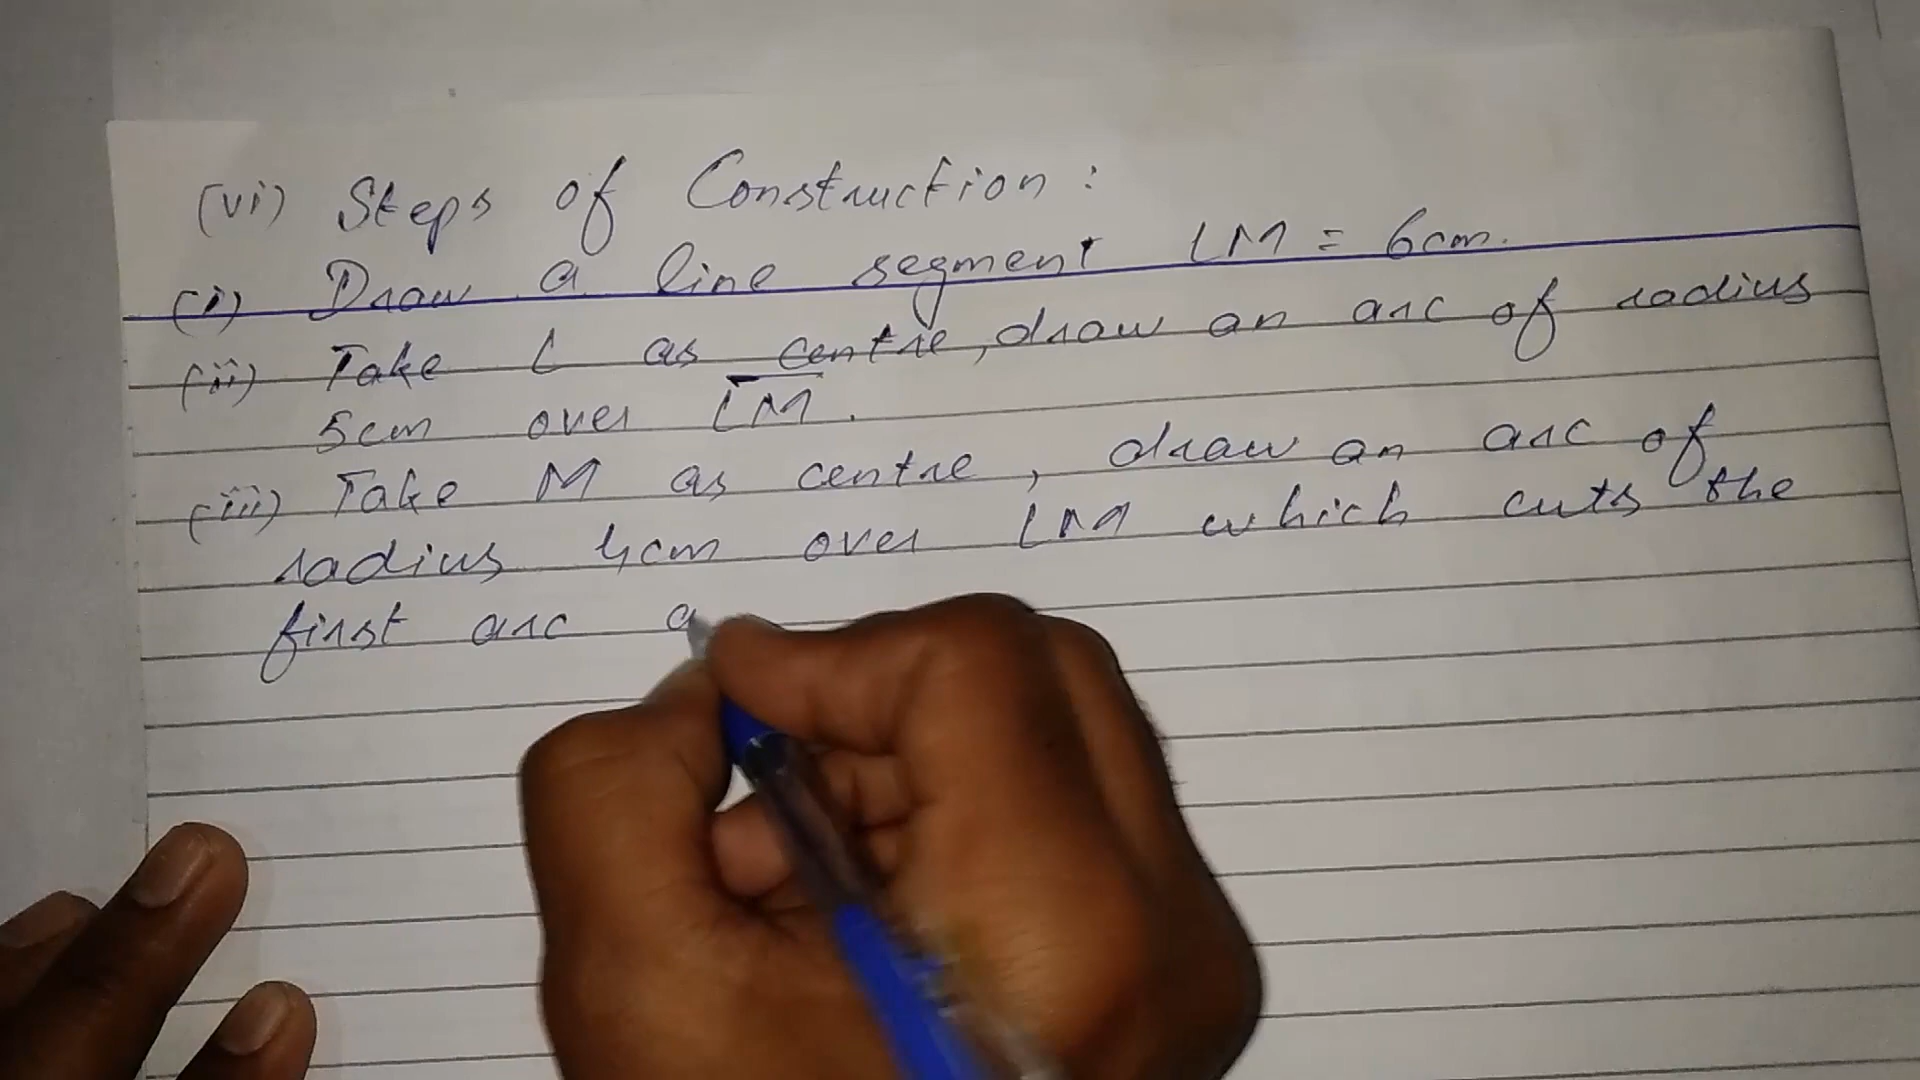 (vi) Steps of Construction:
(i) Draw a line segment LM = 6cm.
(ii) Take L as centre, draw an arc of radius
5cm over LM.
(iii) Take M as centre, draw an arc of
radius 4cm over LM which cuts the
first arc a